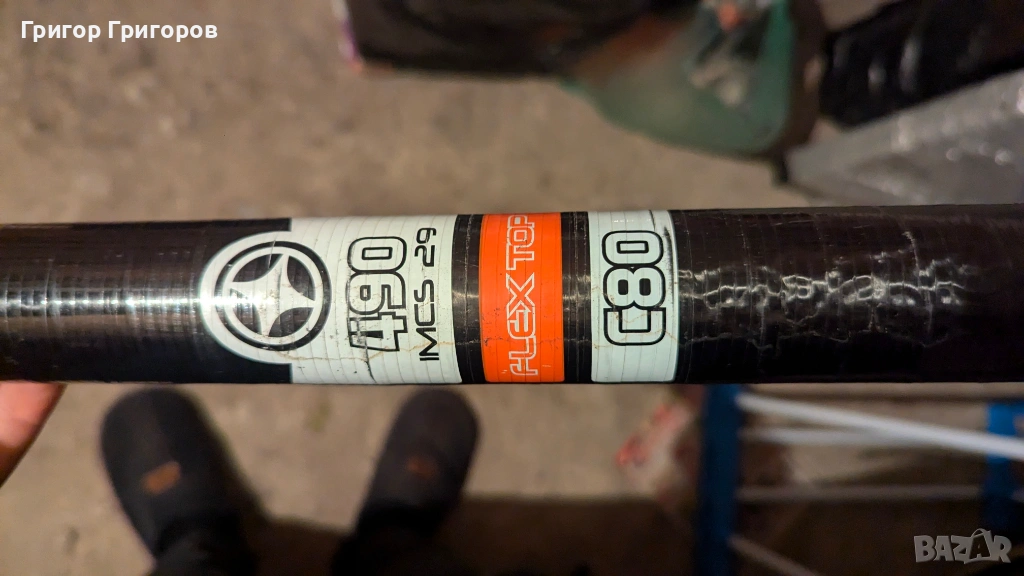 Григор Григоров
490
IMCS 29
FLEX TOP
C80
BAZAR